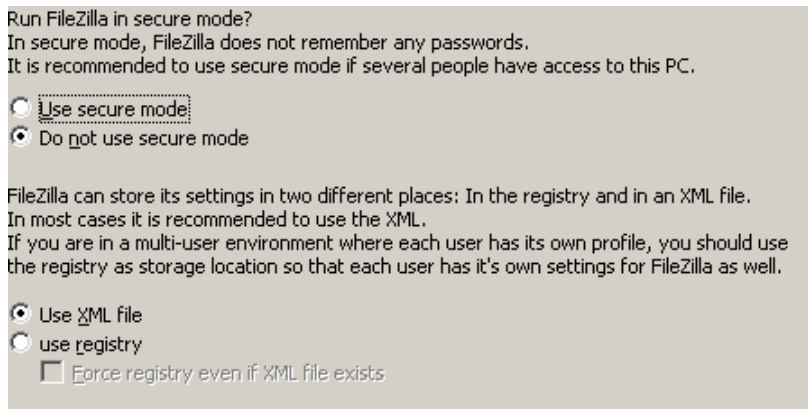 Run FileZilla in secure mode?
In secure mode, FileZilla does not remember any passwords.
It is recommended to use secure mode if several people have access to this PC.
Use secure mode
Do not use secure mode
FileZilla can store its settings in two different places: In the registry and in an XML file.
In most cases it is recommended to use the XML.
If you are in a multi-user environment where each user has its own profile, you should use
the registry as storage location so that each user has it's own settings for FileZilla as well.
Use XML file
use registry
Force registry even if XML file exists